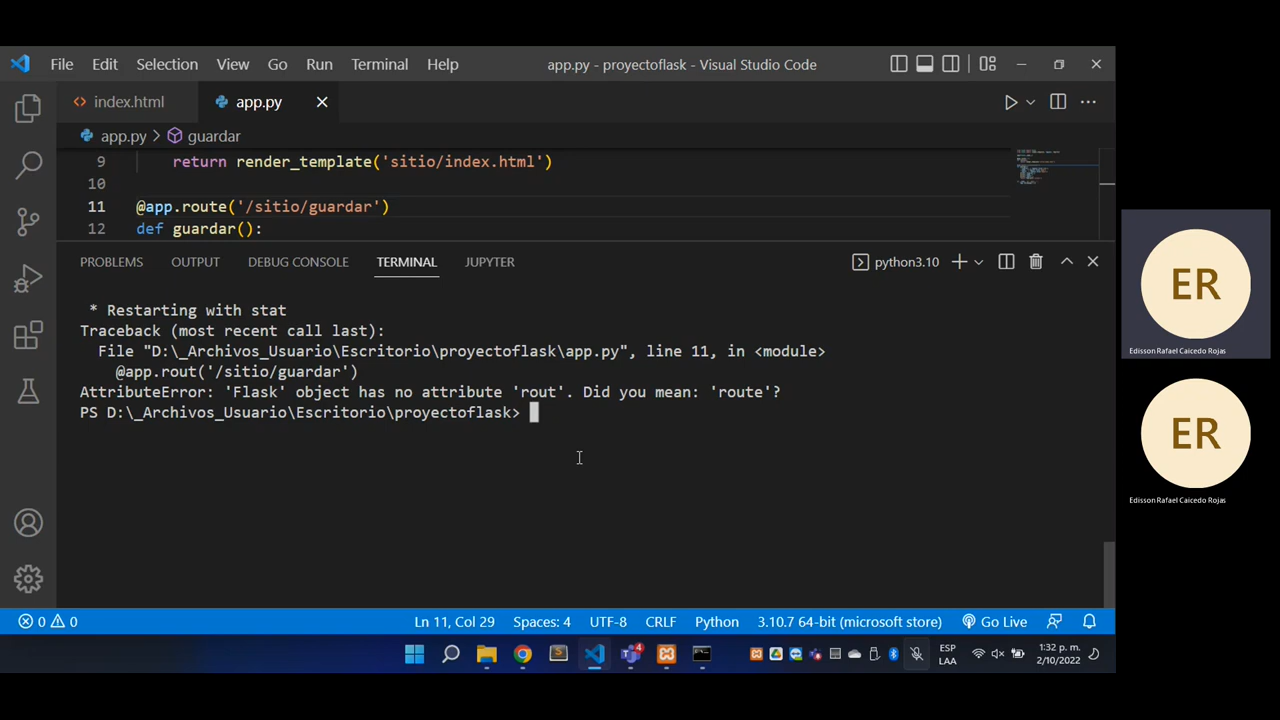 File Edit Selection View Go Run Terminal Help app.py - proyectoflask - Visual Studio Code
index.html app.py
app.py > guardar
9 return render_template('sitio/index.html')
10
11 @app.route('/sitio/guardar')
12 def guardar():
PROBLEMS OUTPUT DEBUG CONSOLE TERMINAL JUPYTER python3.10
* Restarting with stat
Traceback (most recent call last):
File "D:\_Archivos_Usuario\Escritorio\proyectoflask\app.py", line 11, in <module>
@app.rout('/sitio/guardar')
AttributeError: 'Flask' object has no attribute 'rout'. Did you mean: 'route'?
PS D:\_Archivos_Usuario\Escritorio\proyectoflask>
0 0 Ln 11, Col 29 Spaces: 4 UTF-8 CRLF Python 3.10.7 64-bit (microsoft store) Go Live
4 ESP LAA 1:32 p. m. 2/10/2022
ER
Edisson Rafael Caicedo Rojas
ER
Edisson Rafael Caicedo Rojas